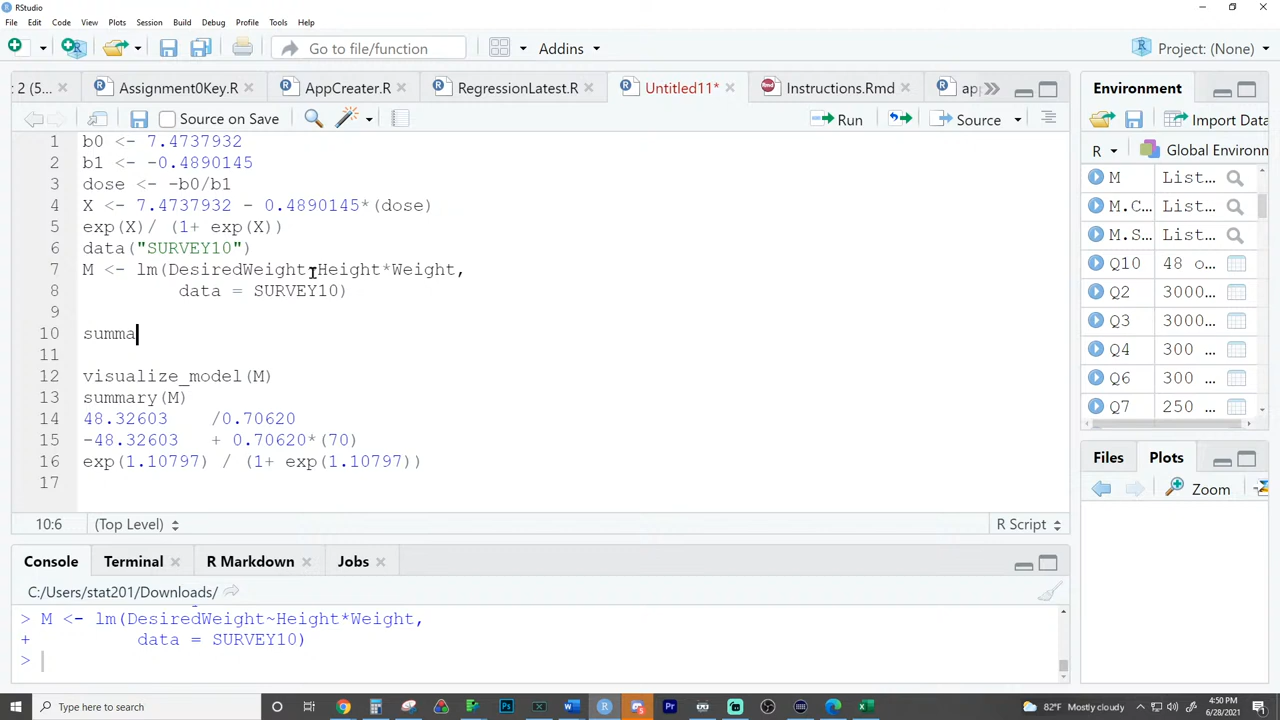 RStudio
File Edit Code View Plots Session Build Debug Profile Tools Help
Go to file/function Addins Project: (None)
: 2 (5... Assignment0Key.R AppCreater.R RegressionLatest.R Untitled11* Instructions.Rmd app
Source on Save Run Source
1 b0 <- 7.4737932
2 b1 <- -0.4890145
3 dose <- -b0/b1
4 X <- 7.4737932 - 0.4890145*(dose)
5 exp(X)/ (1+ exp(X))
6 data("SURVEY10")
7 M <- lm(DesiredWeight~Height*Weight,
8 data = SURVEY10)
9
10 summa
11
12 visualize_model(M)
13 summary(M)
14 48.32603 /0.70620
15 -48.32603 + 0.70620*(70)
16 exp(1.10797) / (1+ exp(1.10797))
17
10:6 (Top Level) R Script
Console Terminal R Markdown Jobs
C:/Users/stat201/Downloads/
> M <- lm(DesiredWeight~Height*Weight,
+ data = SURVEY10)
>
Environment
Import Data
R Global Environm
M List...
M.C... List...
M.S... List...
Q10 48 o...
Q2 3000...
Q3 3000...
Q4 300 ...
Q6 300 ...
Q7 250 ...
Files Plots
Zoom
Type here to search
82°F Mostly cloudy
4:50 PM
6/28/2021